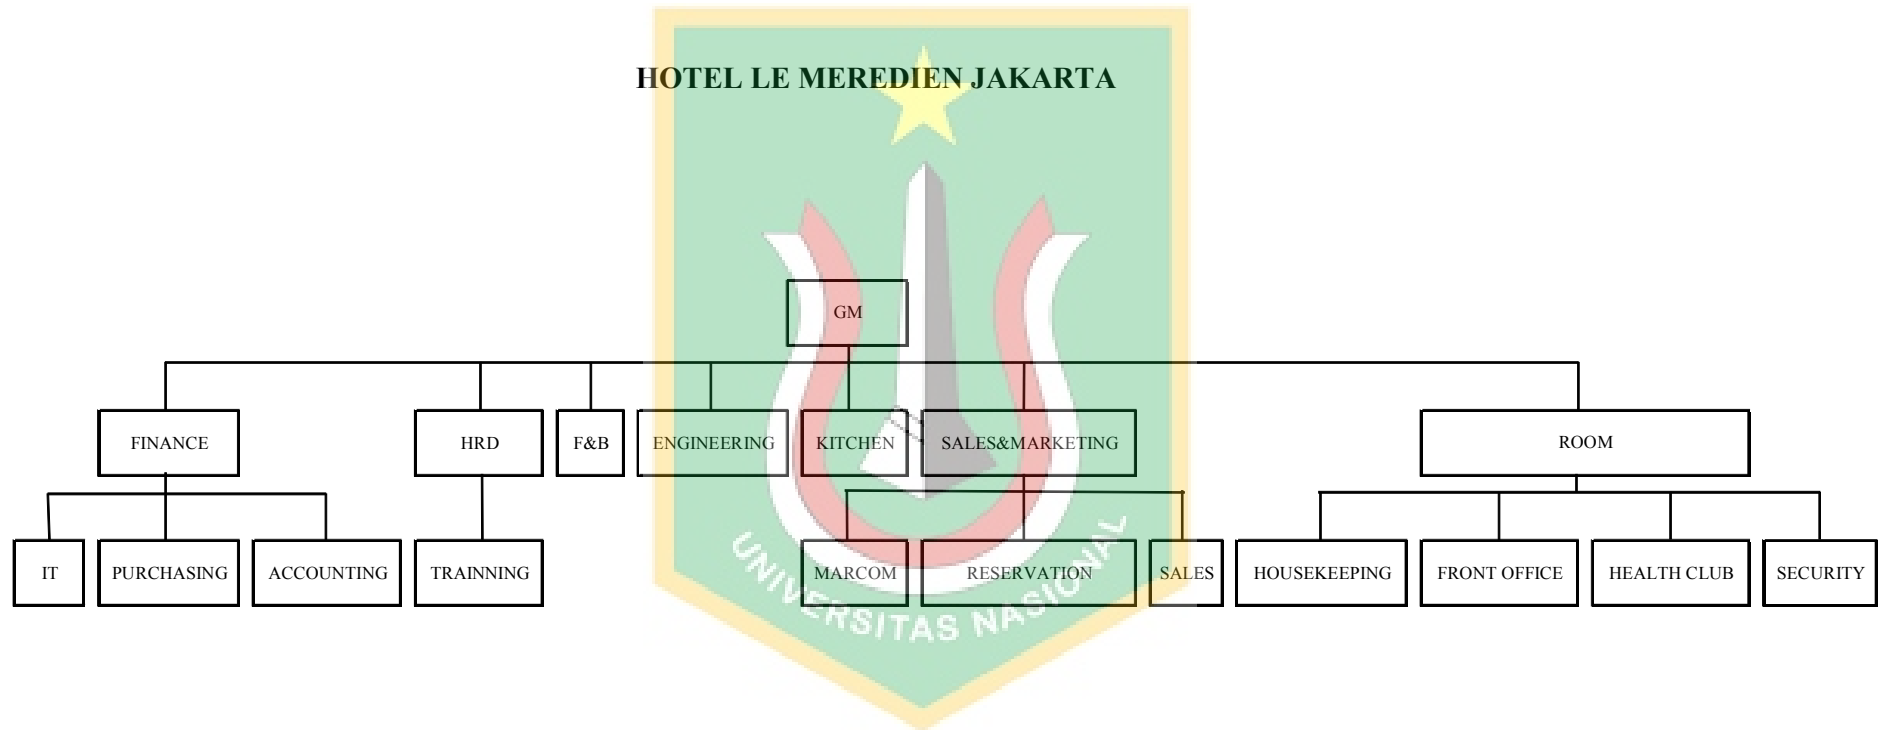 HOTEL LE MEREDIEN JAKARTA
GM
FINANCE
HRD
F&B
ENGINEERING
KITCHEN
SALES&MARKETING
ROOM
IT
PURCHASING
ACCOUNTING
TRAINNING
MARCOM
RESERVATION
SALES
HOUSEKEEPING
FRONT OFFICE
HEALTH CLUB
SECURITY
UNIVERSITAS NASIONAL